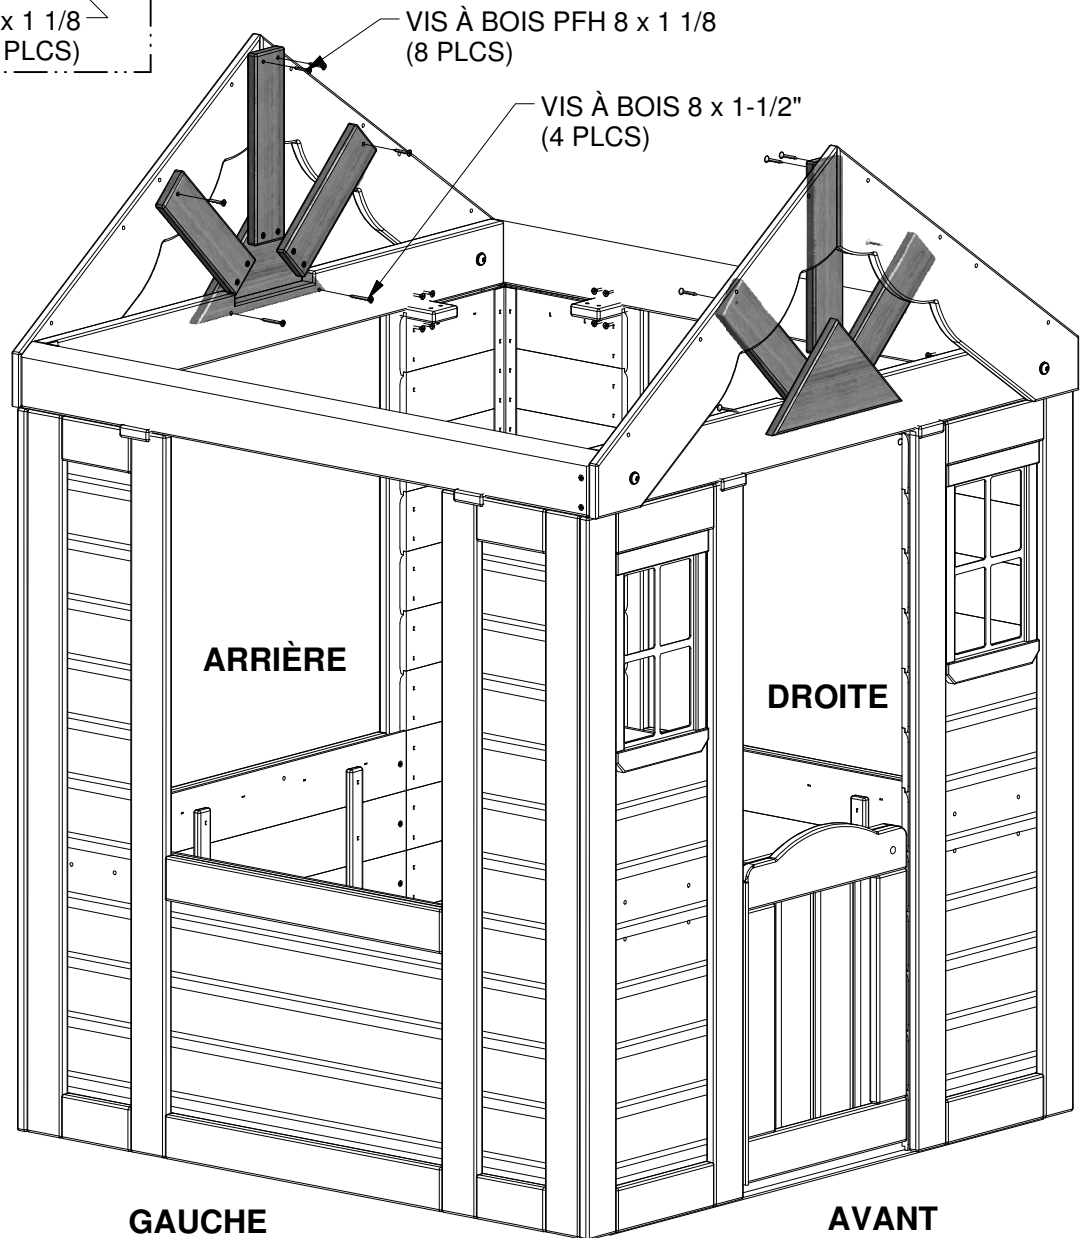 x 1 1/8
PLCS)
VIS À BOIS PFH 8 x 1 1/8
(8 PLCS)
VIS À BOIS 8 x 1-1/2"
(4 PLCS)
ARRIÈRE
DROITE
GAUCHE
AVANT